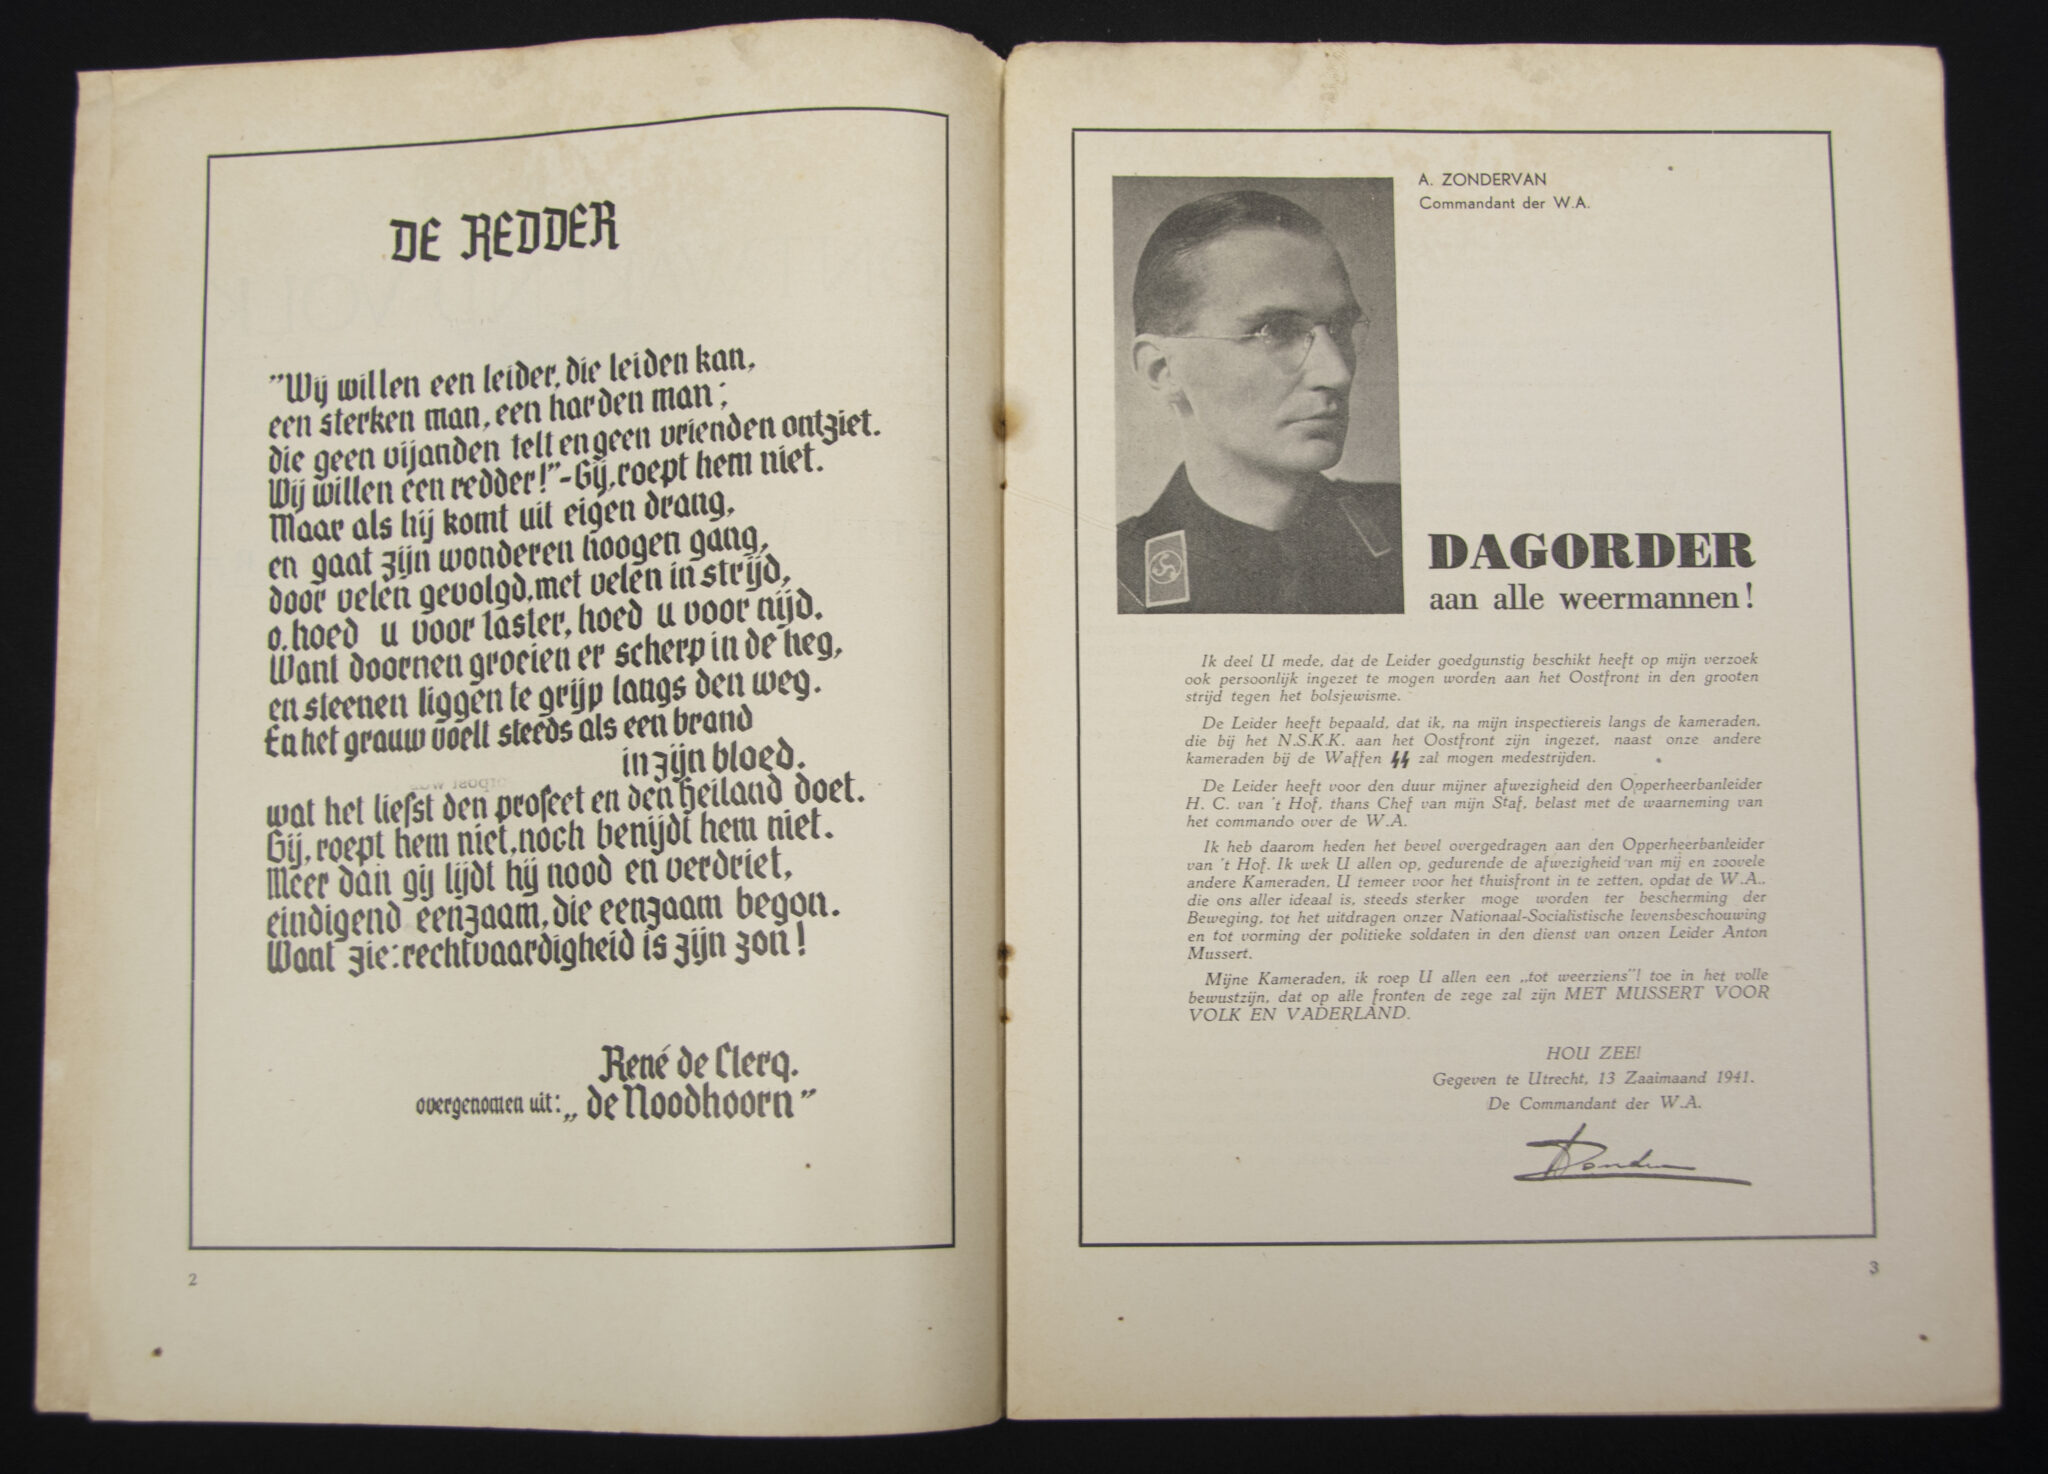 DE REDDER
"Wij willen een leider, die leiden kan,
een sterken man, een harden man;
die geen vijanden telt en geen vrienden ontziet.
Wij willen een redder!" - Gij, roept hem niet.
Maar als hij komt uit eigen drang,
en gaat zijn wonderen hoogen gang,
door velen gevolgd, met velen in strijd,
o, hoed u voor laster, hoed u voor nijd.
Want doornen groeien er scherp in de heg,
en steenen liggen te grijp langs den weg.
En het grauw voelt steeds als een brand
in zijn bloed.
wat het liefst den profeet en den Heiland doet.
Gij, roept hem niet, noch benijdt hem niet.
Meer dan gij lijdt hij nood en verdriet,
eindigend eenzaam, die eenzaam begon.
Want zie: rechtvaardigheid is zijn zon!
René de Clerq.
overgenomen uit: „de Noodhoorn"
2
A. ZONDERVAN
Commandant der W.A.
DAGORDER
aan alle weermannen!
Ik deel U mede, dat de Leider goedgunstig beschikt heeft op mijn verzoek
ook persoonlijk ingezet te mogen worden aan het Oostfront in den grooten
strijd tegen het bolsjewisme.
De Leider heeft bepaald, dat ik, na mijn inspectiereis langs de kameraden,
die bij het N.S.K.K. aan het Oostfront zijn ingezet, naast onze andere
kameraden bij de Waffen SS zal mogen medestrijden.
De Leider heeft voor den duur mijner afwezigheid den Opperheerbanleider
H. C. van 't Hof, thans Chef van mijn Staf, belast met de waarneming van
het commando over de W.A.
Ik heb daarom heden het bevel overgedragen aan den Opperheerbanleider
van 't Hof. Ik wek U allen op, gedurende de afwezigheid van mij en zoovele
andere Kameraden, U temeer voor het thuisfront in te zetten, opdat de W.A.,
die ons aller ideaal is, steeds sterker moge worden ter bescherming der
Beweging, tot het uitdragen onzer Nationaal-Socialistische levensbeschouwing
en tot vorming der politieke soldaten in den dienst van onzen Leider Anton
Mussert.
Mijne Kameraden, ik roep U allen een „tot weerziens"! toe in het volle
bewustzijn, dat op alle fronten de zege zal zijn MET MUSSERT VOOR
VOLK EN VADERLAND.
HOU ZEE!
Gegeven te Utrecht, 13 Zaaimaand 1941.
De Commandant der W.A.
3